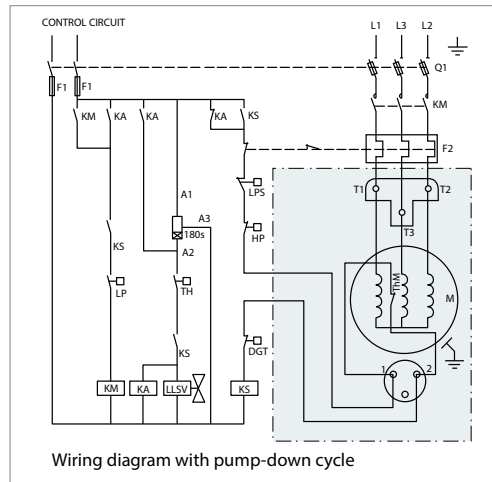 CONTROL CIRCUIT L1 L3 L2
Q1
F1 F1
KM KA KA KA KS KM
F2
LPS T1 T2
A1
A3 T3
180s HP
KS A2
LP TH ThM M
KS DGT
1 2
KM KA LLSV KS
Wiring diagram with pump-down cycle